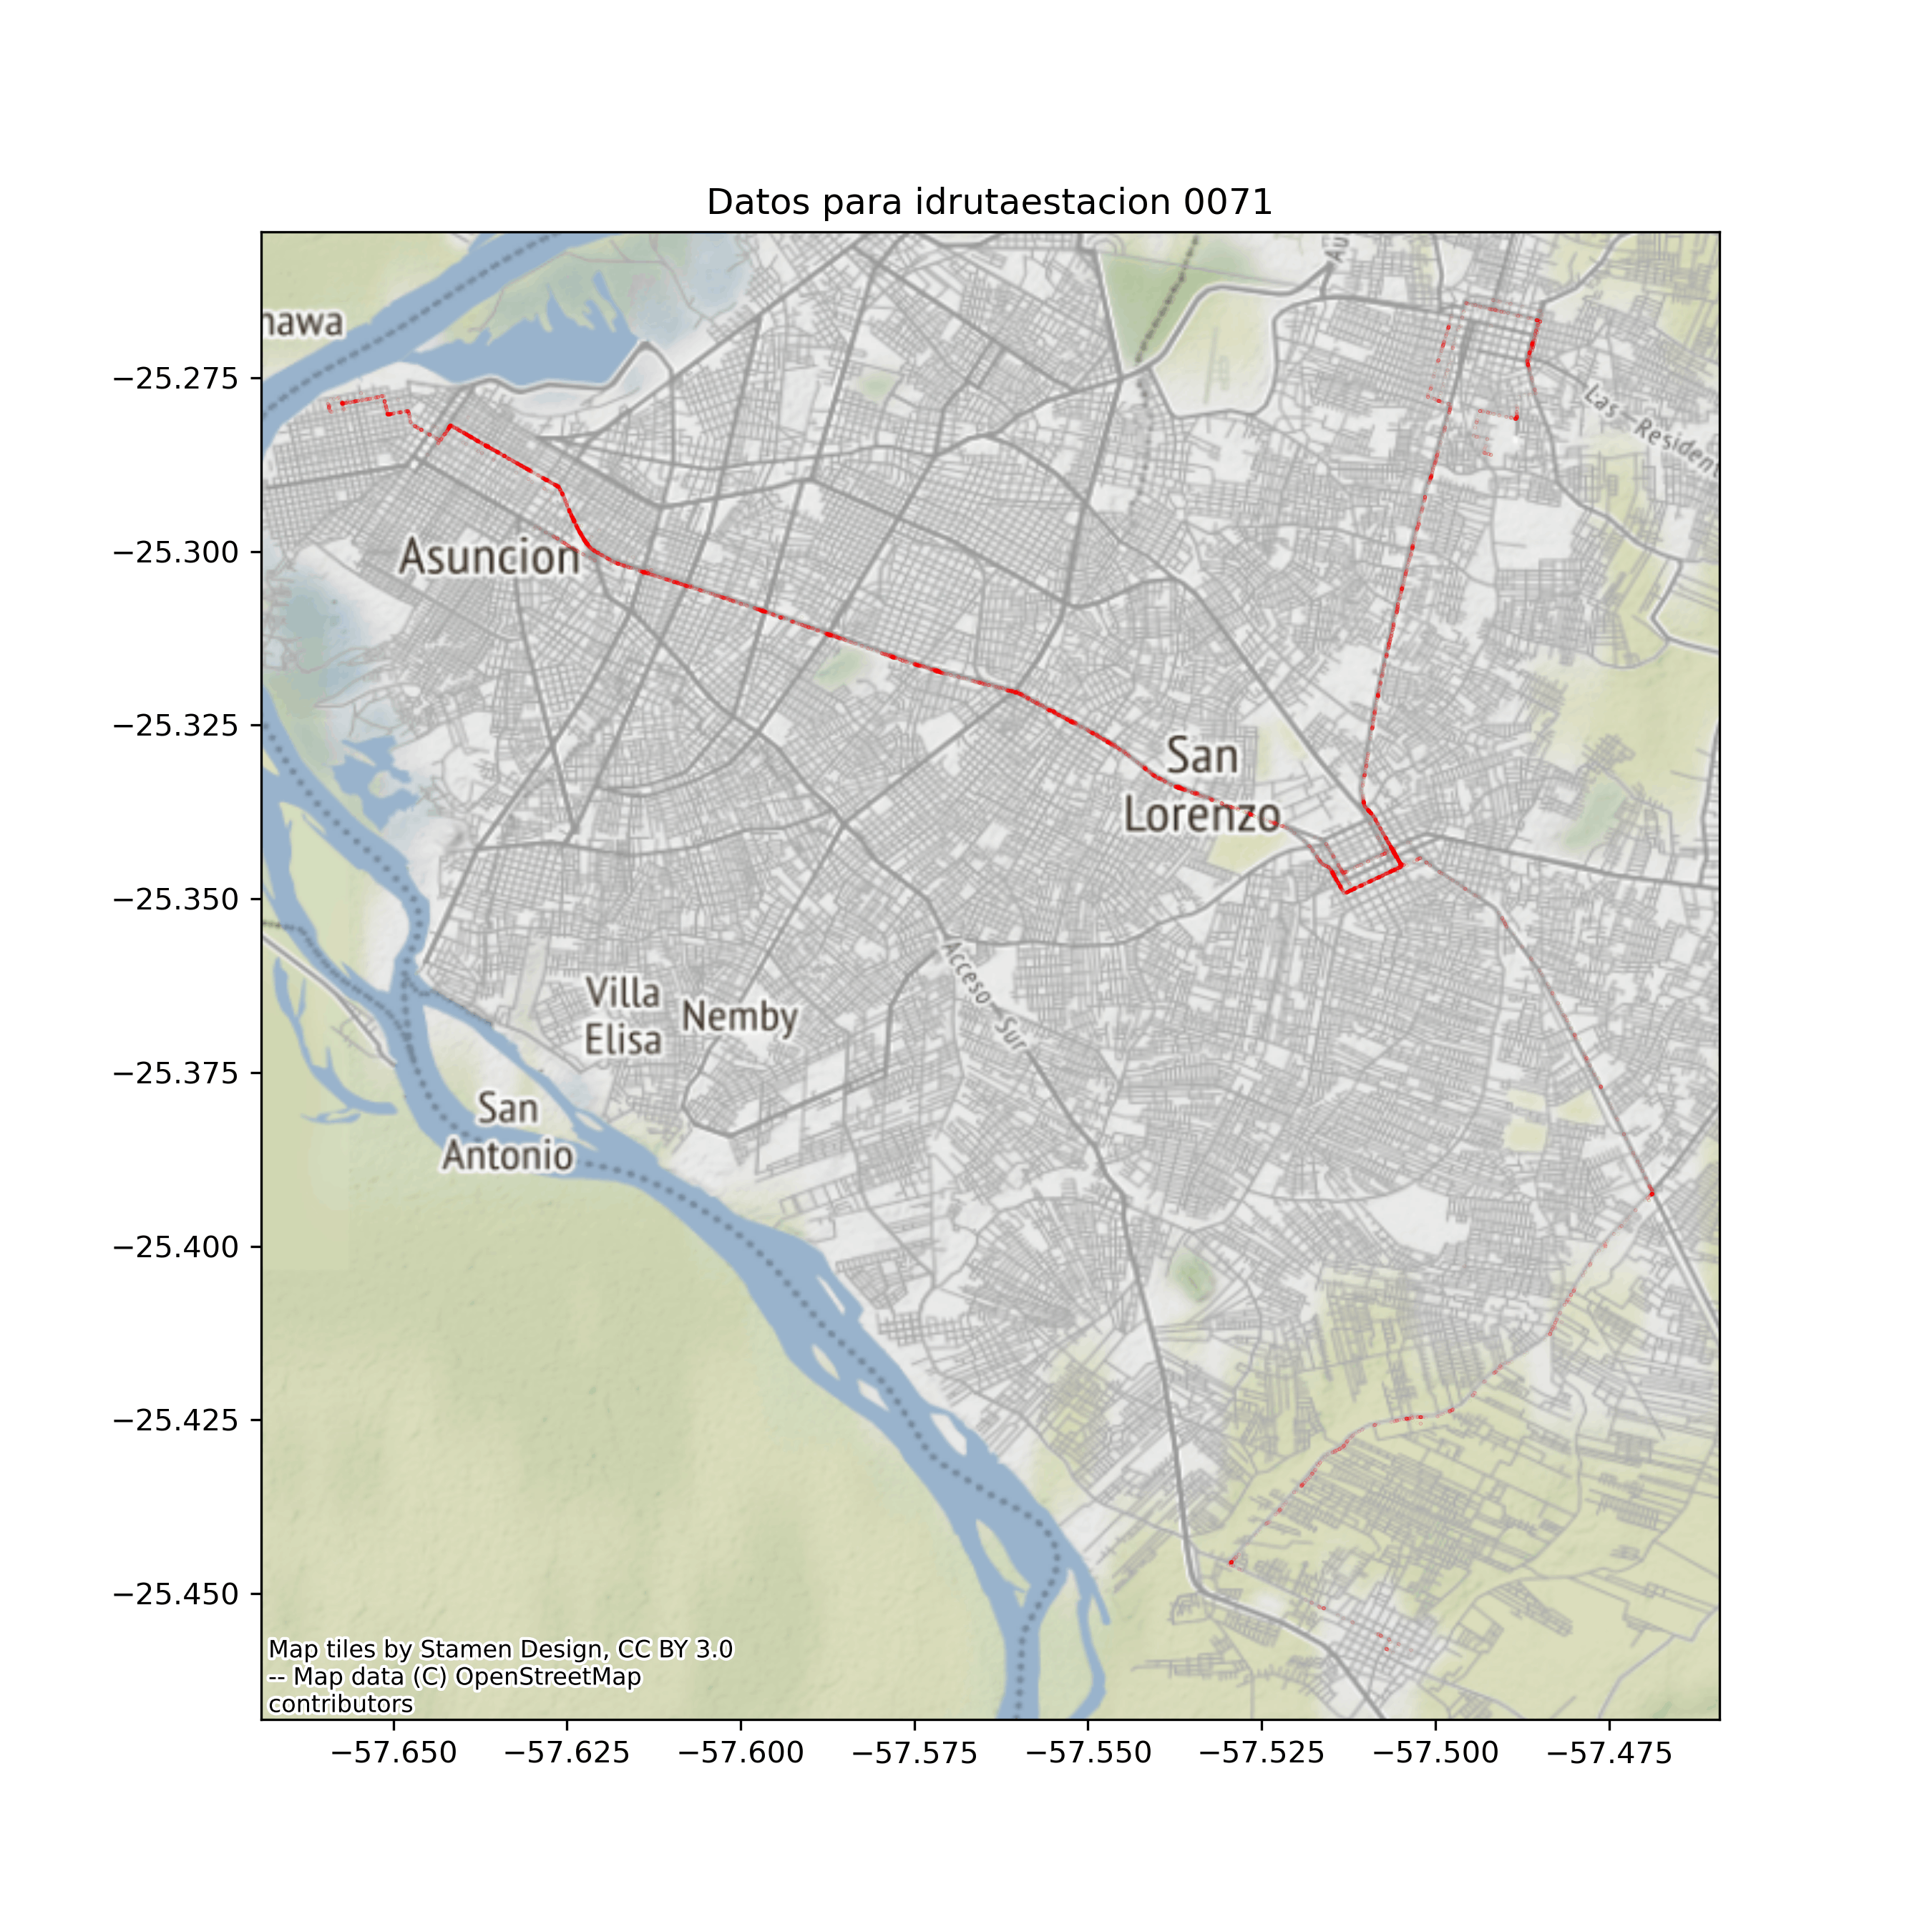 Datos para idrutaestacion 0071
Au
nawa
−25.275
Las Resident
−25.300
Asuncion
−25.325
San
Lorenzo
−25.350
Acceso Sur
Villa
Elisa
Nemby
−25.375
San
Antonio
−25.400
−25.425
−25.450
Map tiles by Stamen Design, CC BY 3.0
-- Map data (C) OpenStreetMap
contributors
−57.650
−57.625
−57.600
−57.575
−57.550
−57.525
−57.500
−57.475